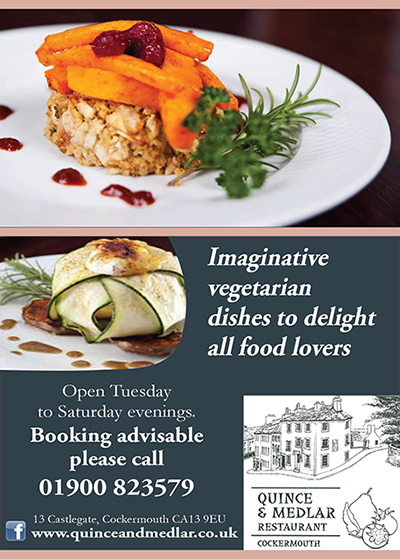 Imaginative
vegetarian
dishes to delight
all food lovers
Open Tuesday
to Saturday evenings.
Booking advisable
please call
01900 823579
13 Castlegate, Cockermouth CA13 9EU
f www.quinceandmedlar.co.uk
QUINCE
& MEDLAR
RESTAURANT
COCKERMOUTH